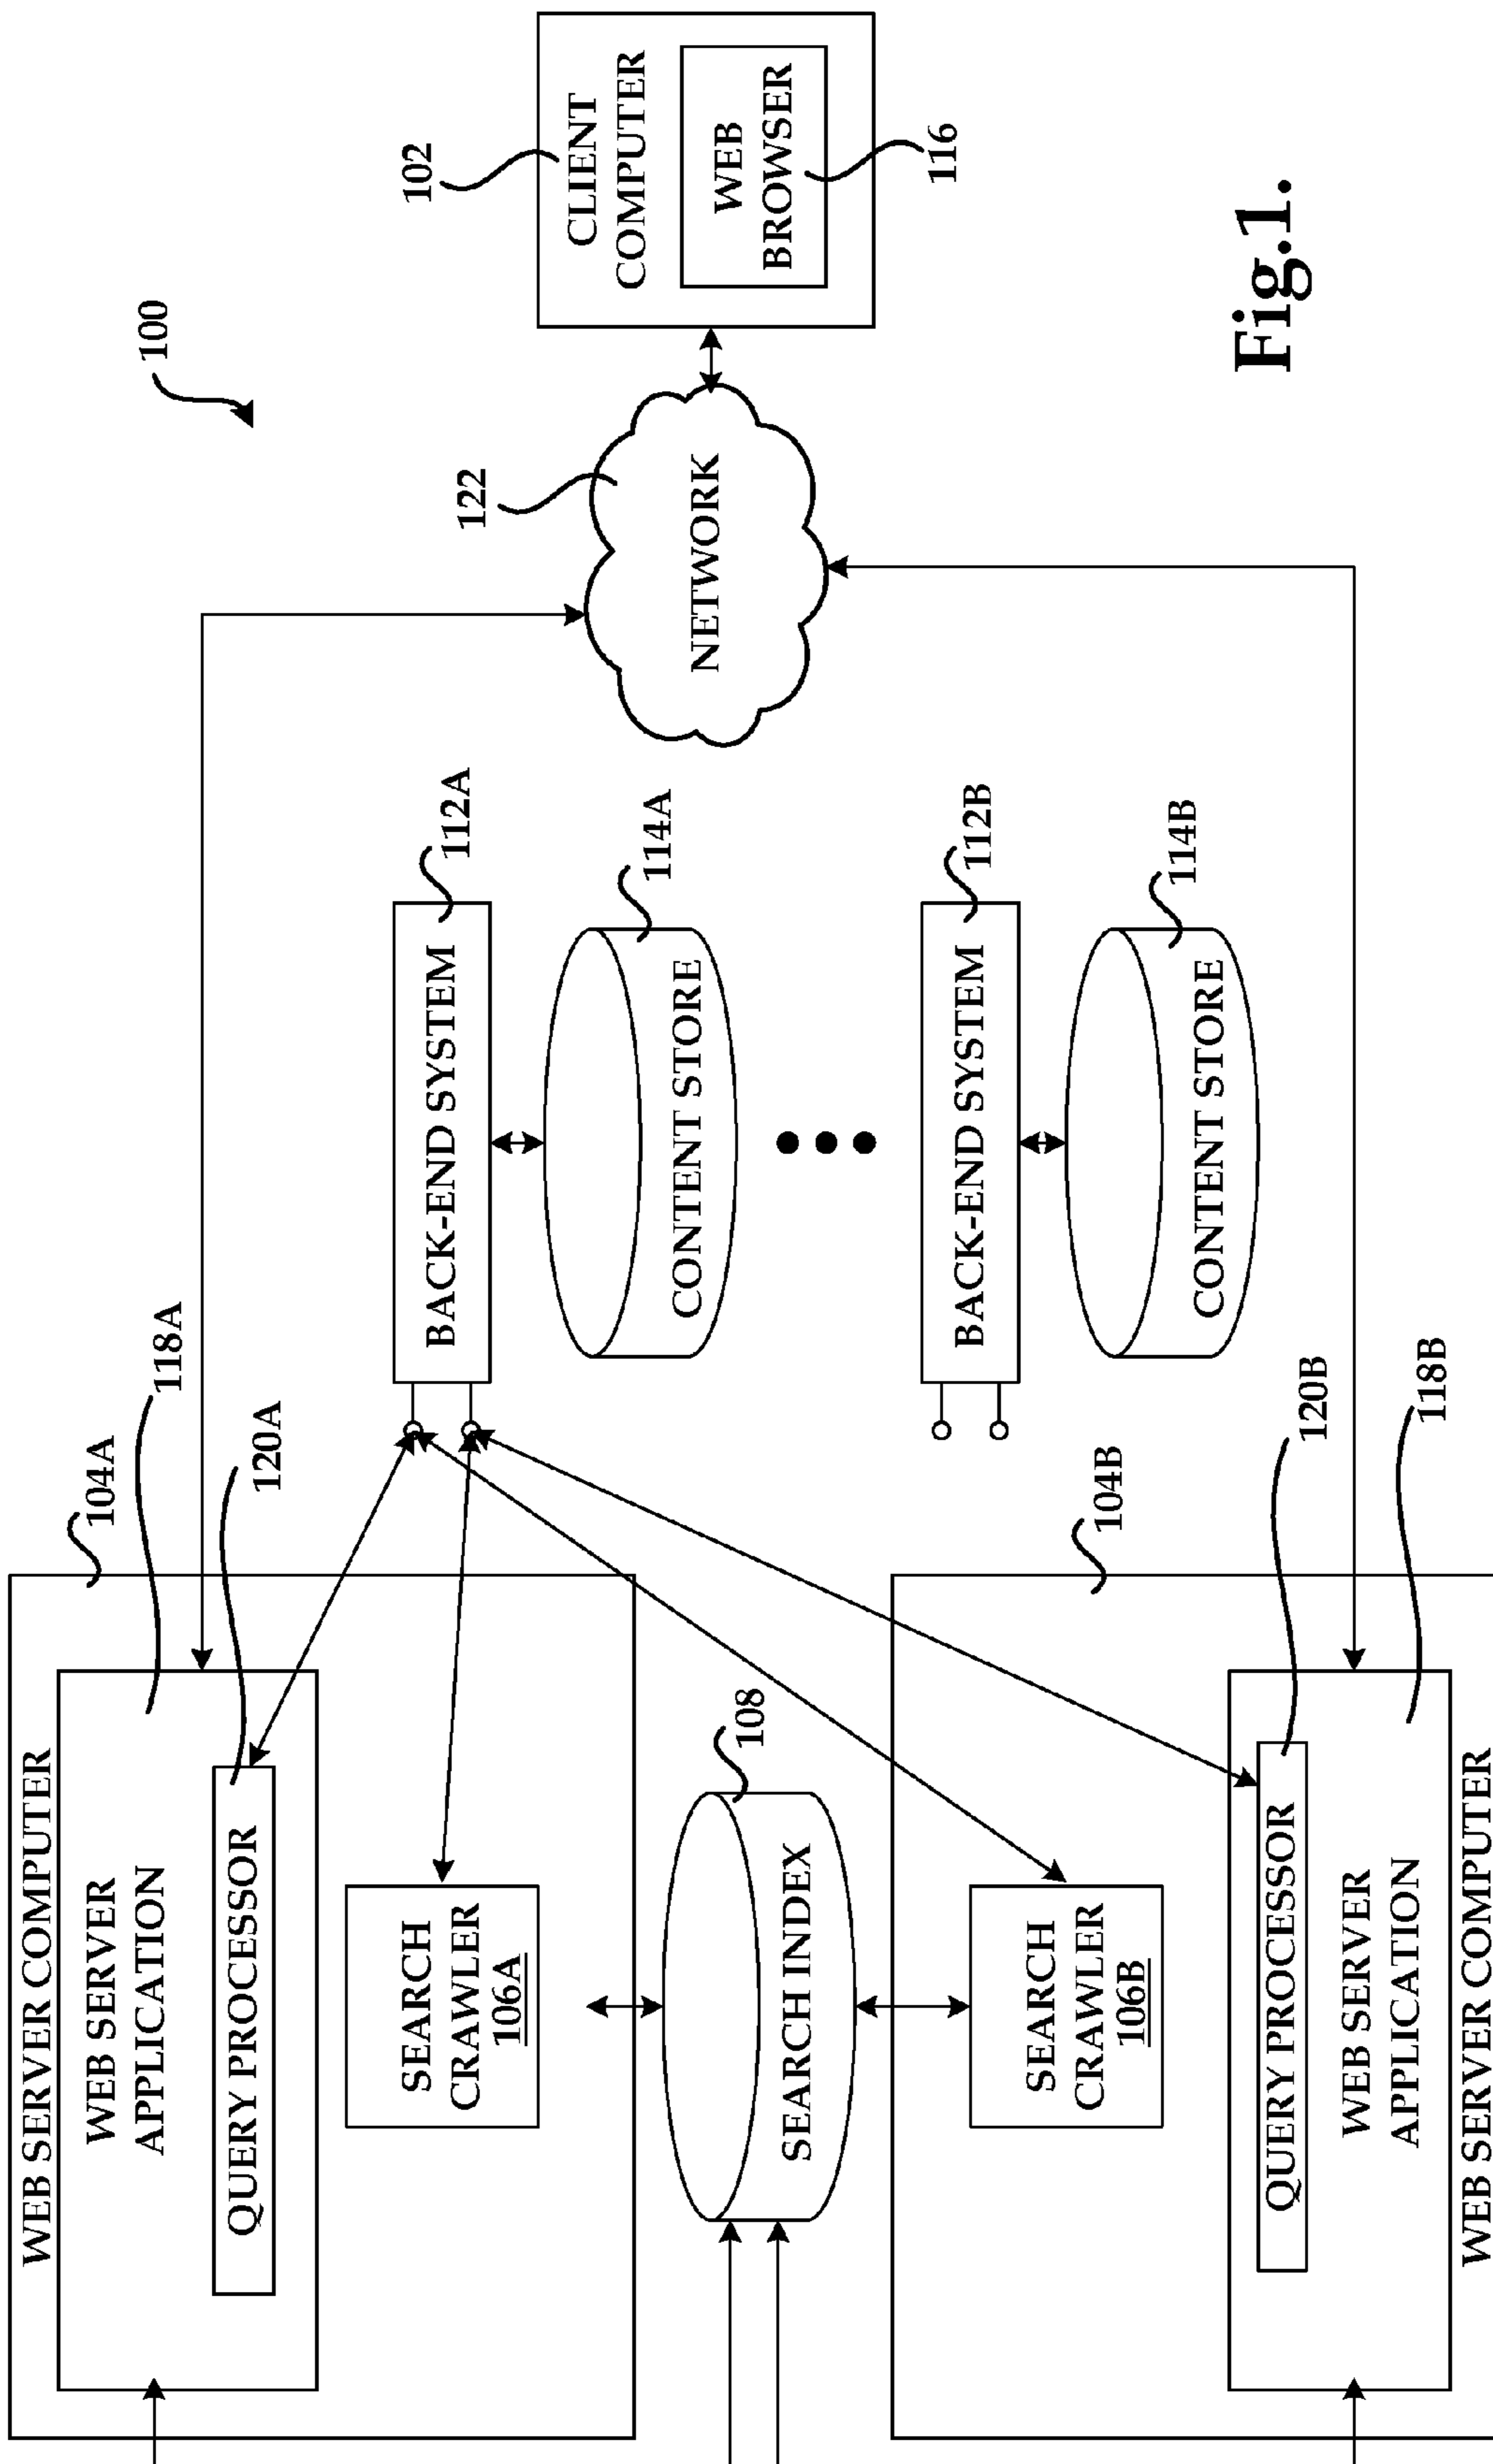 100
WEB SERVER COMPUTER
104A
WEB SERVER
APPLICATION
118A
QUERY PROCESSOR
120A
SEARCH
CRAWLER
106A
SEARCH INDEX
108
SEARCH
CRAWLER
106B
104B
QUERY PROCESSOR
120B
WEB SERVER
APPLICATION
118B
WEB SERVER COMPUTER
BACK-END SYSTEM
112A
CONTENT STORE
114A
BACK-END SYSTEM
112B
CONTENT STORE
114B
122
NETWORK
102
CLIENT
COMPUTER
WEB
BROWSER
116
Fig.1.